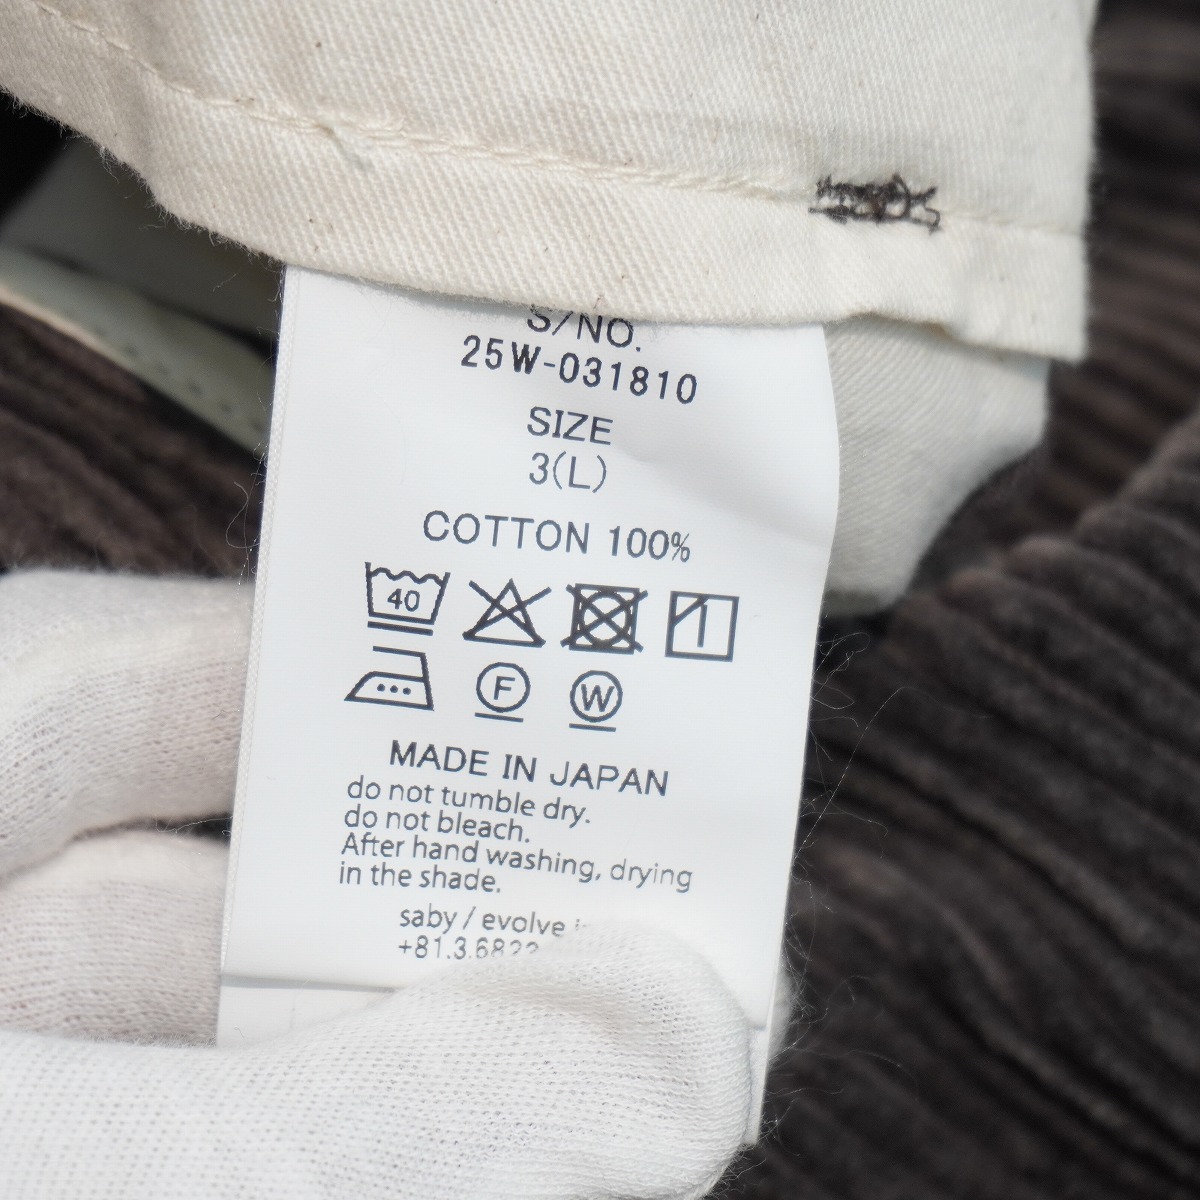 S/NO.
25W-031810
SIZE
3(L)
COTTON 100%
40
F W
MADE IN JAPAN
do not tumble dry.
do not bleach.
After hand washing, drying
in the shade.
saby / evolve
+81.3.6822